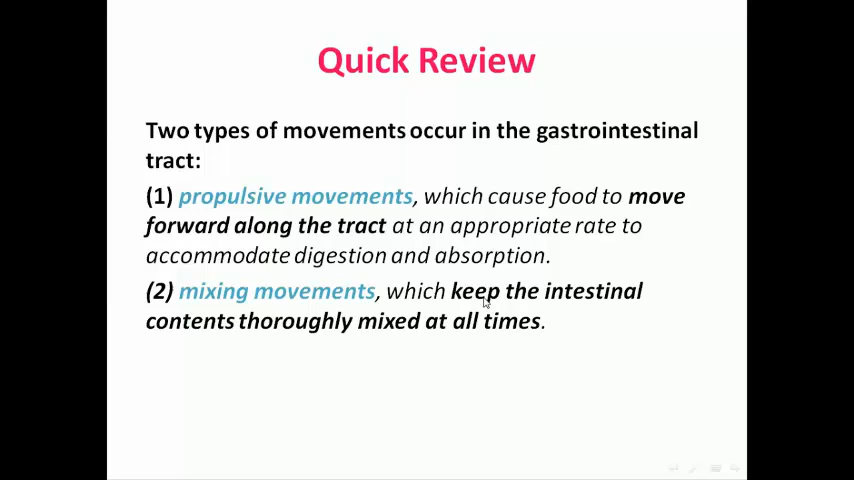 Quick Review
Two types of movements occur in the gastrointestinal
tract:
(1) propulsive movements, which cause food to move
forward along the tract at an appropriate rate to
accommodate digestion and absorption.
(2) mixing movements, which keep the intestinal
contents thoroughly mixed at all times.